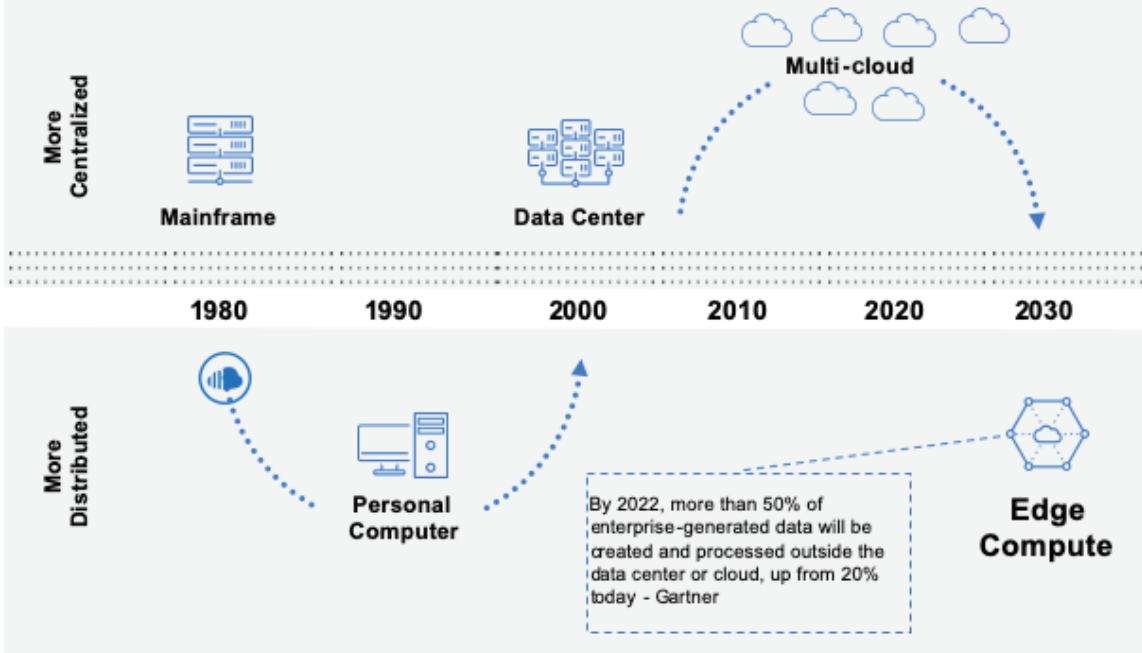 More
Centralized
Multi-cloud
Mainframe
Data Center
1980
1990
2000
2010
2020
2030
More
Distributed
Personal
Computer
By 2022, more than 50% of
enterprise-generated data will be
created and processed outside the
data center or cloud, up from 20%
today - Gartner
Edge
Compute